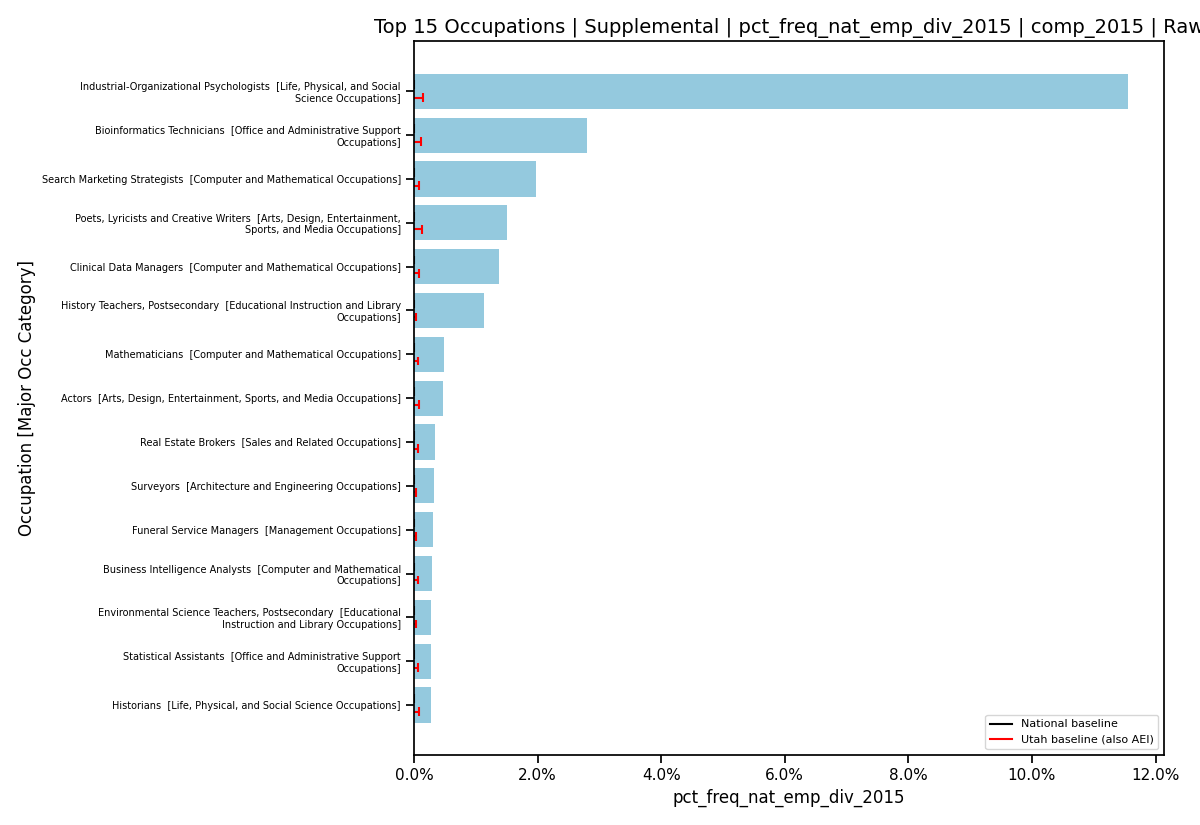 Top 15 Occupations | Supplemental | pct_freq_nat_emp_div_2015 | comp_2015 | Raw
Industrial-Organizational Psychologists  [Life, Physical, and Social
Science Occupations]
Bioinformatics Technicians  [Office and Administrative Support
Occupations]
Search Marketing Strategists  [Computer and Mathematical Occupations]
Poets, Lyricists and Creative Writers  [Arts, Design, Entertainment,
Sports, and Media Occupations]
Clinical Data Managers  [Computer and Mathematical Occupations]
History Teachers, Postsecondary  [Educational Instruction and Library
Occupations]
Mathematicians  [Computer and Mathematical Occupations]
Actors  [Arts, Design, Entertainment, Sports, and Media Occupations]
Real Estate Brokers  [Sales and Related Occupations]
Surveyors  [Architecture and Engineering Occupations]
Funeral Service Managers  [Management Occupations]
Business Intelligence Analysts  [Computer and Mathematical
Occupations]
Environmental Science Teachers, Postsecondary  [Educational
Instruction and Library Occupations]
Statistical Assistants  [Office and Administrative Support
Occupations]
Historians  [Life, Physical, and Social Science Occupations]
Occupation [Major Occ Category]
National baseline
Utah baseline (also AEI)
0.0% 2.0% 4.0% 6.0% 8.0% 10.0% 12.0%
pct_freq_nat_emp_div_2015